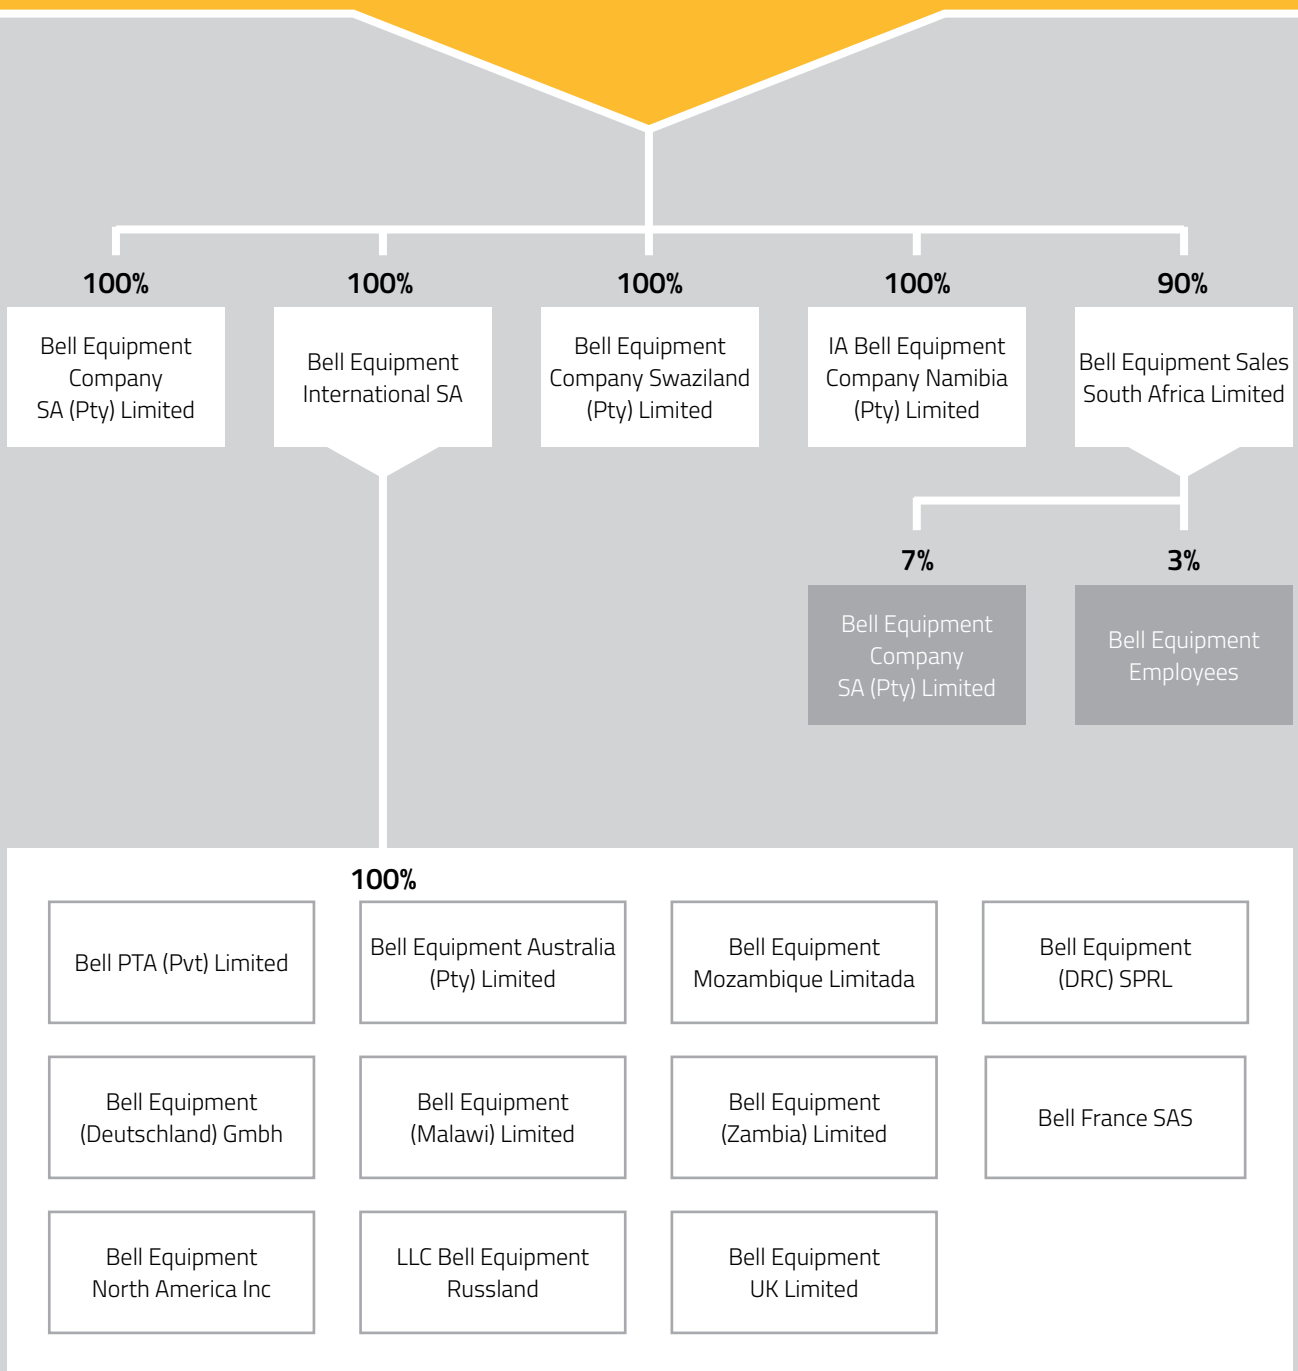 100%
Bell Equipment
Company
SA (Pty) Limited
100%
Bell Equipment
International SA
100%
Bell Equipment
Company Swaziland
(Pty) Limited
100%
IA Bell Equipment
Company Namibia
(Pty) Limited
90%
Bell Equipment Sales
South Africa Limited
7%
Bell Equipment
Company
SA (Pty) Limited
3%
Bell Equipment
Employees
100%
Bell PTA (Pvt) Limited
Bell Equipment Australia
(Pty) Limited
Bell Equipment
Mozambique Limitada
Bell Equipment
(DRC) SPRL
Bell Equipment
(Deutschland) Gmbh
Bell Equipment
(Malawi) Limited
Bell Equipment
(Zambia) Limited
Bell France SAS
Bell Equipment
North America Inc
LLC Bell Equipment
Russland
Bell Equipment
UK Limited